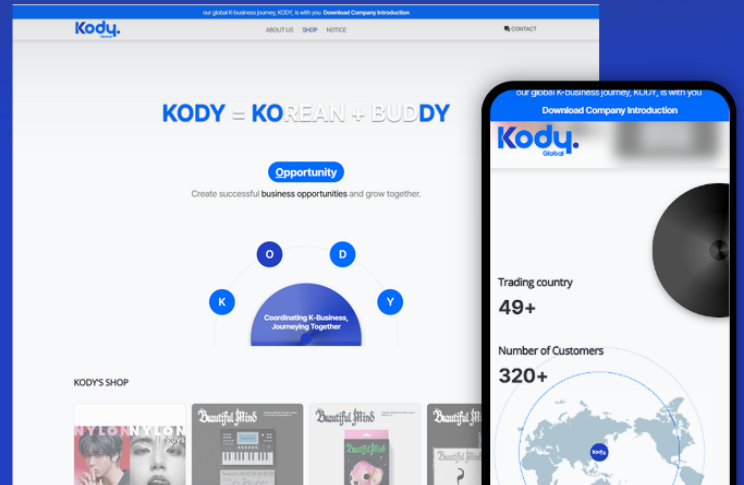 our global K-business journey, KODY, is with you Download Company Introduction
Kody.
Global
ABOUT US SHOP NOTICE
CONTACT
KODY = KOREAN + BUDDY
Opportunity
Create successful business opportunities and grow together.
K O D Y
Coordinating K-Business,
Journeying Together
KODY'S SHOP
NYLON NYLON
Beautiful Mind
Beautiful Mind
Beautiful
our global K-business journey, KODY, is with you
Download Company Introduction
Kody.
Global
Trading country
49+
Number of Customers
320+
Kody.